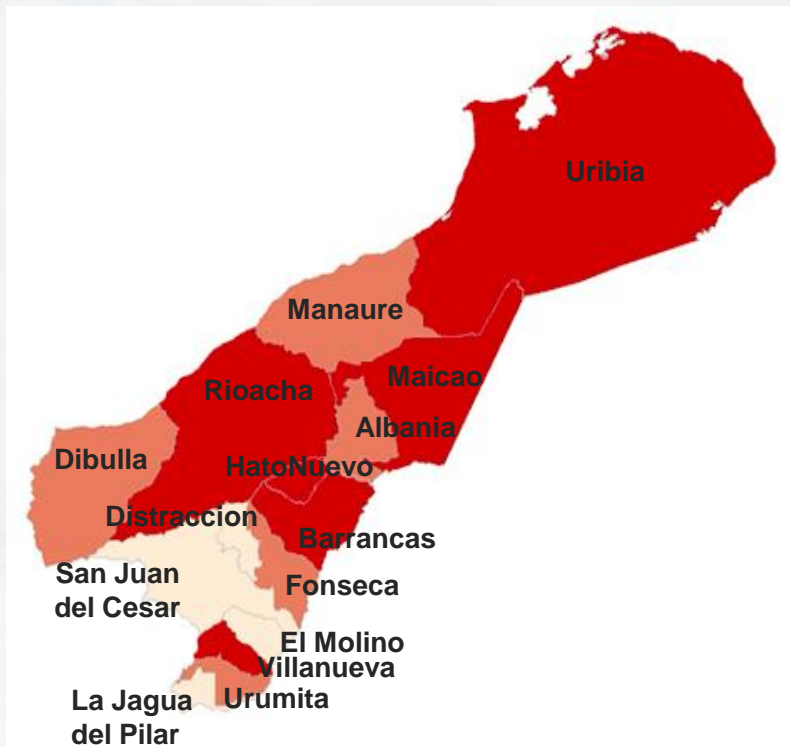 Uribia
Manaure
Maicao
Rioacha
Albania
Dibulla
HatoNuevo
Distraccion
Barrancas
San Juan
del Cesar
Fonseca
El Molino
Villanueva
La Jagua
del Pilar
Urumita